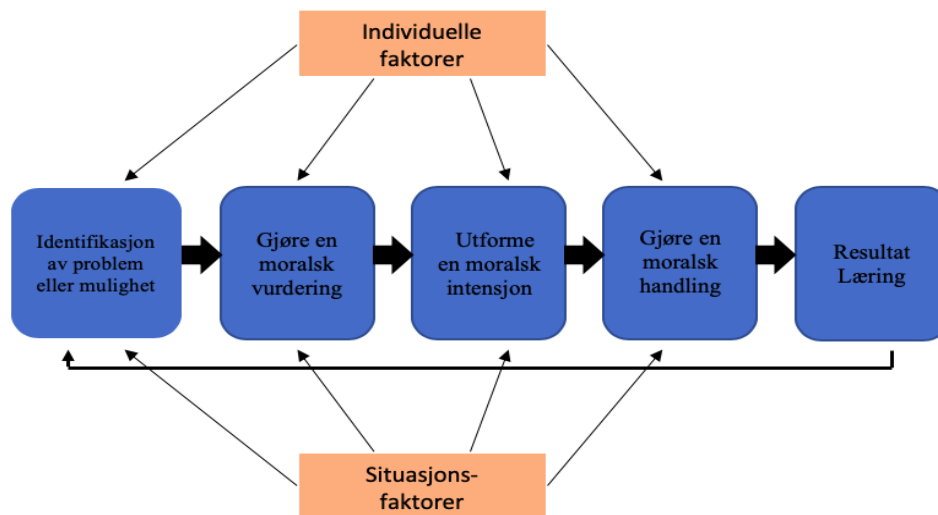 Individuelle
faktorer
Identifikasjon
av problem
eller mulighet
Gjøre en
moralsk
vurdering
Utforme
en moralsk
intensjon
Gjøre en
moralsk
handling
Resultat
Læring
Situasjons-
faktorer